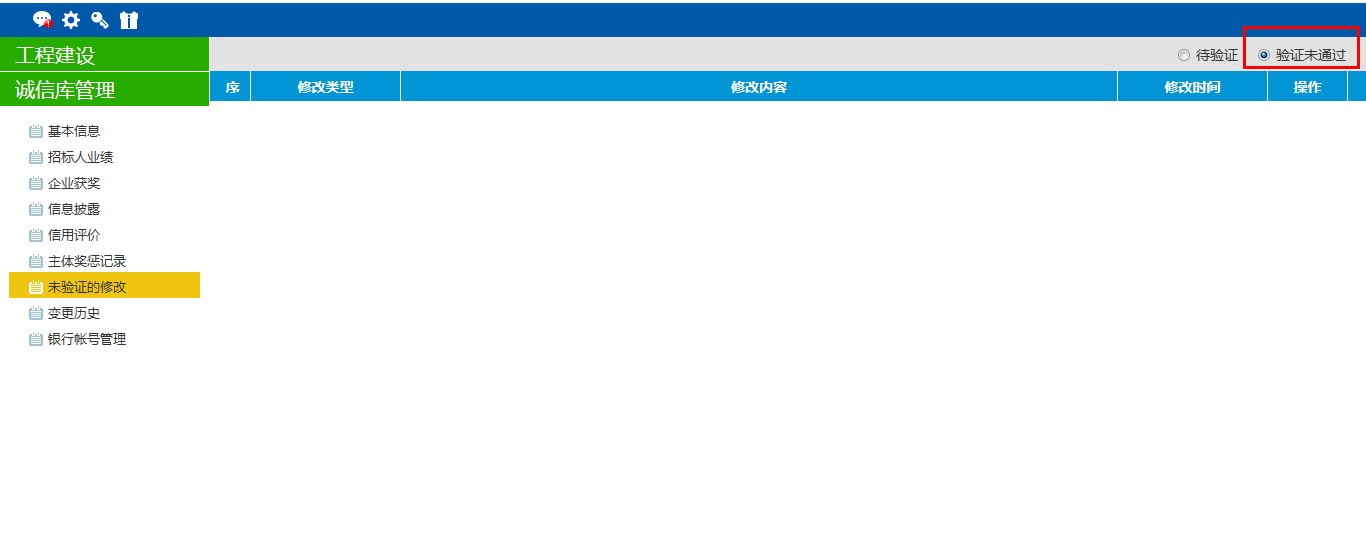 工程建设
待验证 验证未通过
诚信库管理
序 修改类型 修改内容 修改时间 操作
基本信息
招标人业绩
企业获奖
信息披露
信用评价
主体奖惩记录
未验证的修改
变更历史
银行帐号管理